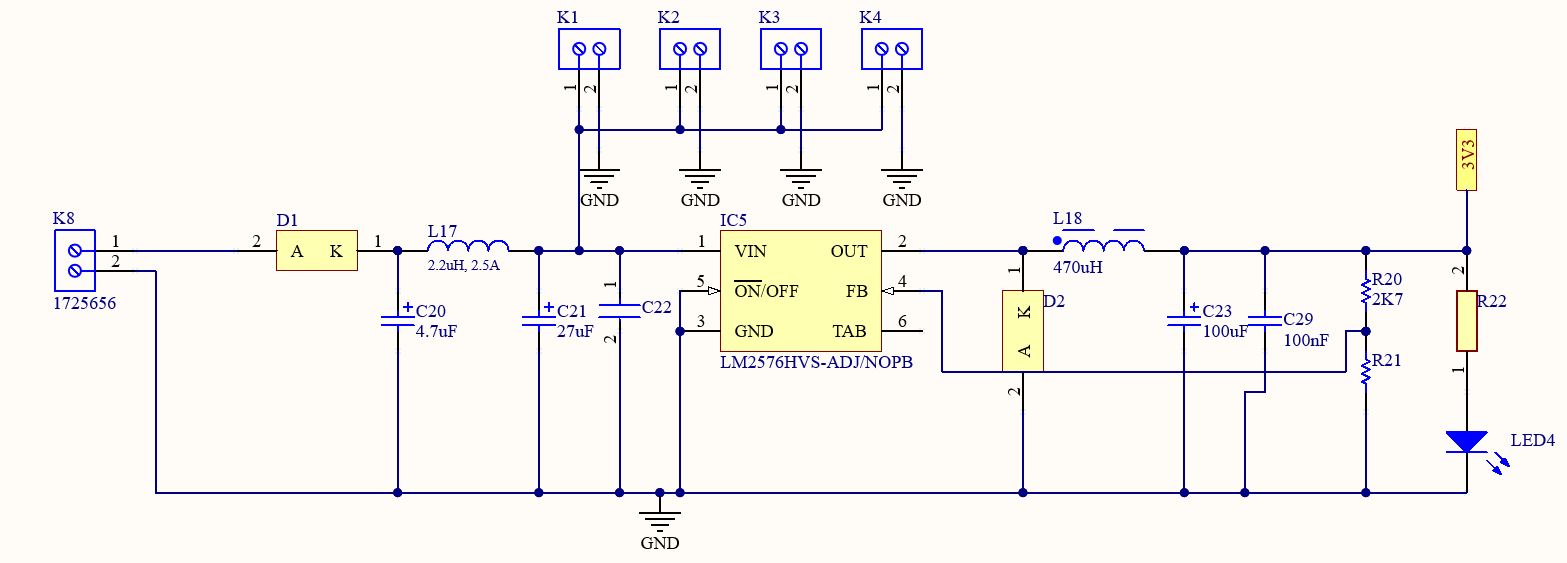 K1 K2 K3 K4
1 2 1 2 1 2 1 2
GND GND GND GND
3V3
K8
1
2
1725656
D1
2 A K 1
L17
2.2uH, 2.5A
C20
4.7uF
C21
27uF
1
C22
2
IC5
1 VIN OUT 2
5 ON/OFF FB 4
3 GND TAB 6
LM2576HVS-ADJ/NOPB
L18
470uH
1
D2
K
A
2
C23
100uF
C29
100nF
R20
2K7
R21
2
R22
1
LED4
GND